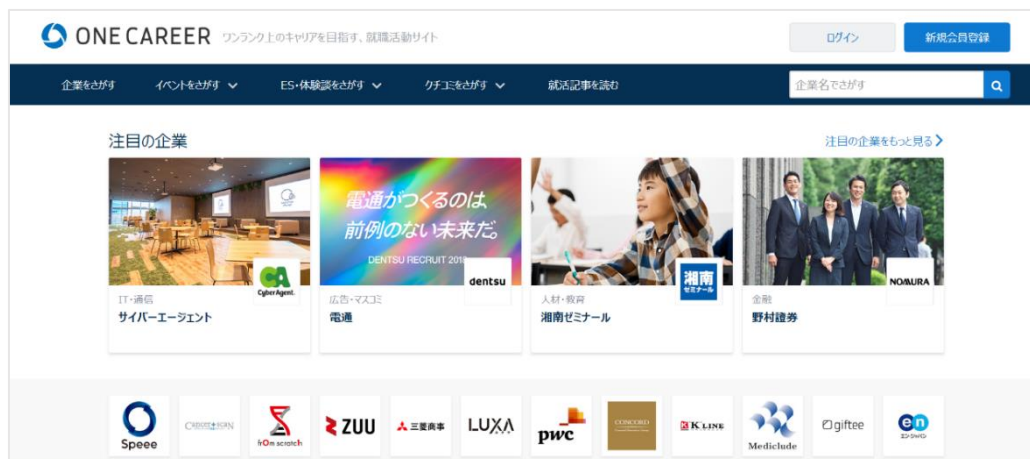 ONE CAREER ワンランク上のキャリアを目指す、就職活動サイト
ログイン
新規会員登録
企業をさがす
イベントをさがす
ES・体験談をさがす
クチコミをさがす
就活記事を読む
企業名でさがす
注目の企業
注目の企業をもっと見る
電通がつくるのは
前例のない未来だ。
DENTSU RECRUIT 2018
CyberAgent.
dentsu
湘南
ゼミナール
NOMURA
IT・通信
サイバーエージェント
広告・マスコミ
電通
人材・教育
湘南ゼミナール
金融
野村證券
Speee
frOm scratch
ZUU
三菱商事
LUXA
pwc
CONCORD
K LINE
Mediclude
giftee
en
エン・ジャパン